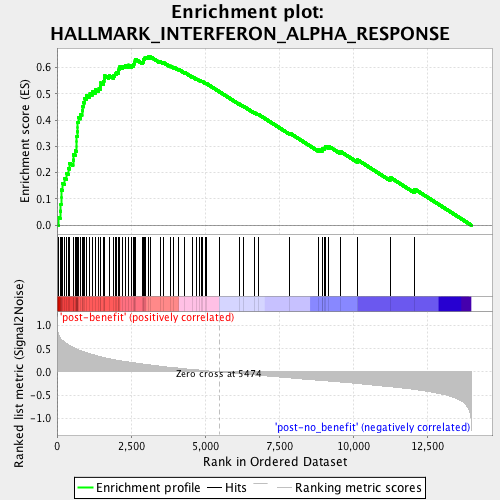 Enrichment plot:
HALLMARK_INTERFERON_ALPHA_RESPONSE
Enrichment score (ES)
0.6
0.5
0.4
0.3
0.2
0.1
0.0
'post-benefit' (positively correlated)
Ranked list metric (Signal2Noise)
1.0
0.5
0.0
-0.5
-1.0
Zero cross at 5474
'post-no_benefit' (negatively correlated)
0 2,500 5,000 7,500 10,000 12,500
Rank in Ordered Dataset
Enrichment profile Hits Ranking metric scores